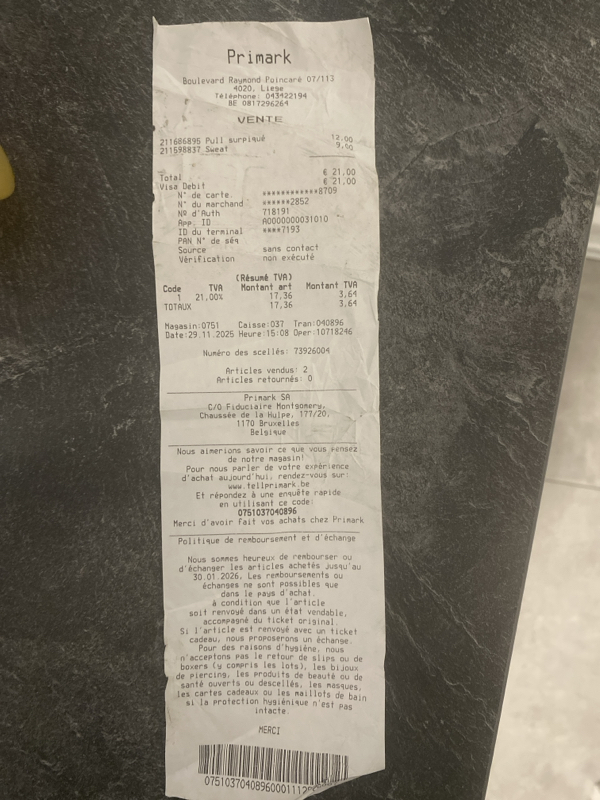 Primark
Boulevard Raymond Poincaré 07/113
4020, Liege
Téléphone: 043422194
BE 0817296264
VENTE
211686895 Pull surpiqué 12,00
211598837 Sweat 9,00
Total € 21,00
Visa Debit € 21,00
N° de carte. ************8709
N° du marchand ******2852
Nº d'Auth 718191
App. ID A0000000031010
ID du terminal ****7193
PAN N° de séq
Source sans contact
Vérification non exécuté
(Résumé TVA)
Code TVA Montant art Montant TVA
1 21,00% 17,36 3,64
TOTAUX 17,36 3,64
Magasin:0751 Caisse:037 Tran:040896
Date:29.11.2025 Heure:15:08 Oper:10718246
Numéro des scellés: 73926004
Articles vendus: 2
Articles retournés: 0
Primark SA
C/O Fiduciaire Montgomery,
Chaussée de la Hulpe, 177/20,
1170 Bruxelles
Belgique
Nous aimerions savoir ce que vous pensez
de notre magasin!
Pour nous parler de votre expérience
d'achat aujourd'hui, rendez-vous sur:
www.tellprimark.be
Et répondez à une enquête rapide
en utilisant ce code:
0751037040896
Merci d'avoir fait vos achats chez Primark
Politique de remboursement et d'échange
Nous sommes heureux de rembourser ou
d'échanger les articles achetés jusqu'au
30.01.2026. Les remboursements ou
échanges ne sont possibles que
dans le pays d'achat.
à condition que l'article
soit renvoyé dans un état vendable,
accompagné du ticket original.
Si l'article est renvoyé avec un ticket
cadeau, nous proposerons un échange.
Pour des raisons d'hygiène, nous
n'acceptons pas le retour de slips ou de
boxers (y compris les lots), les bijoux
de piercing, les produits de beauté ou de
santé ouverts ou descellés, les masques,
les cartes cadeaux ou les maillots de bain
si la protection hygiénique n'est pas
intacte.
MERCI